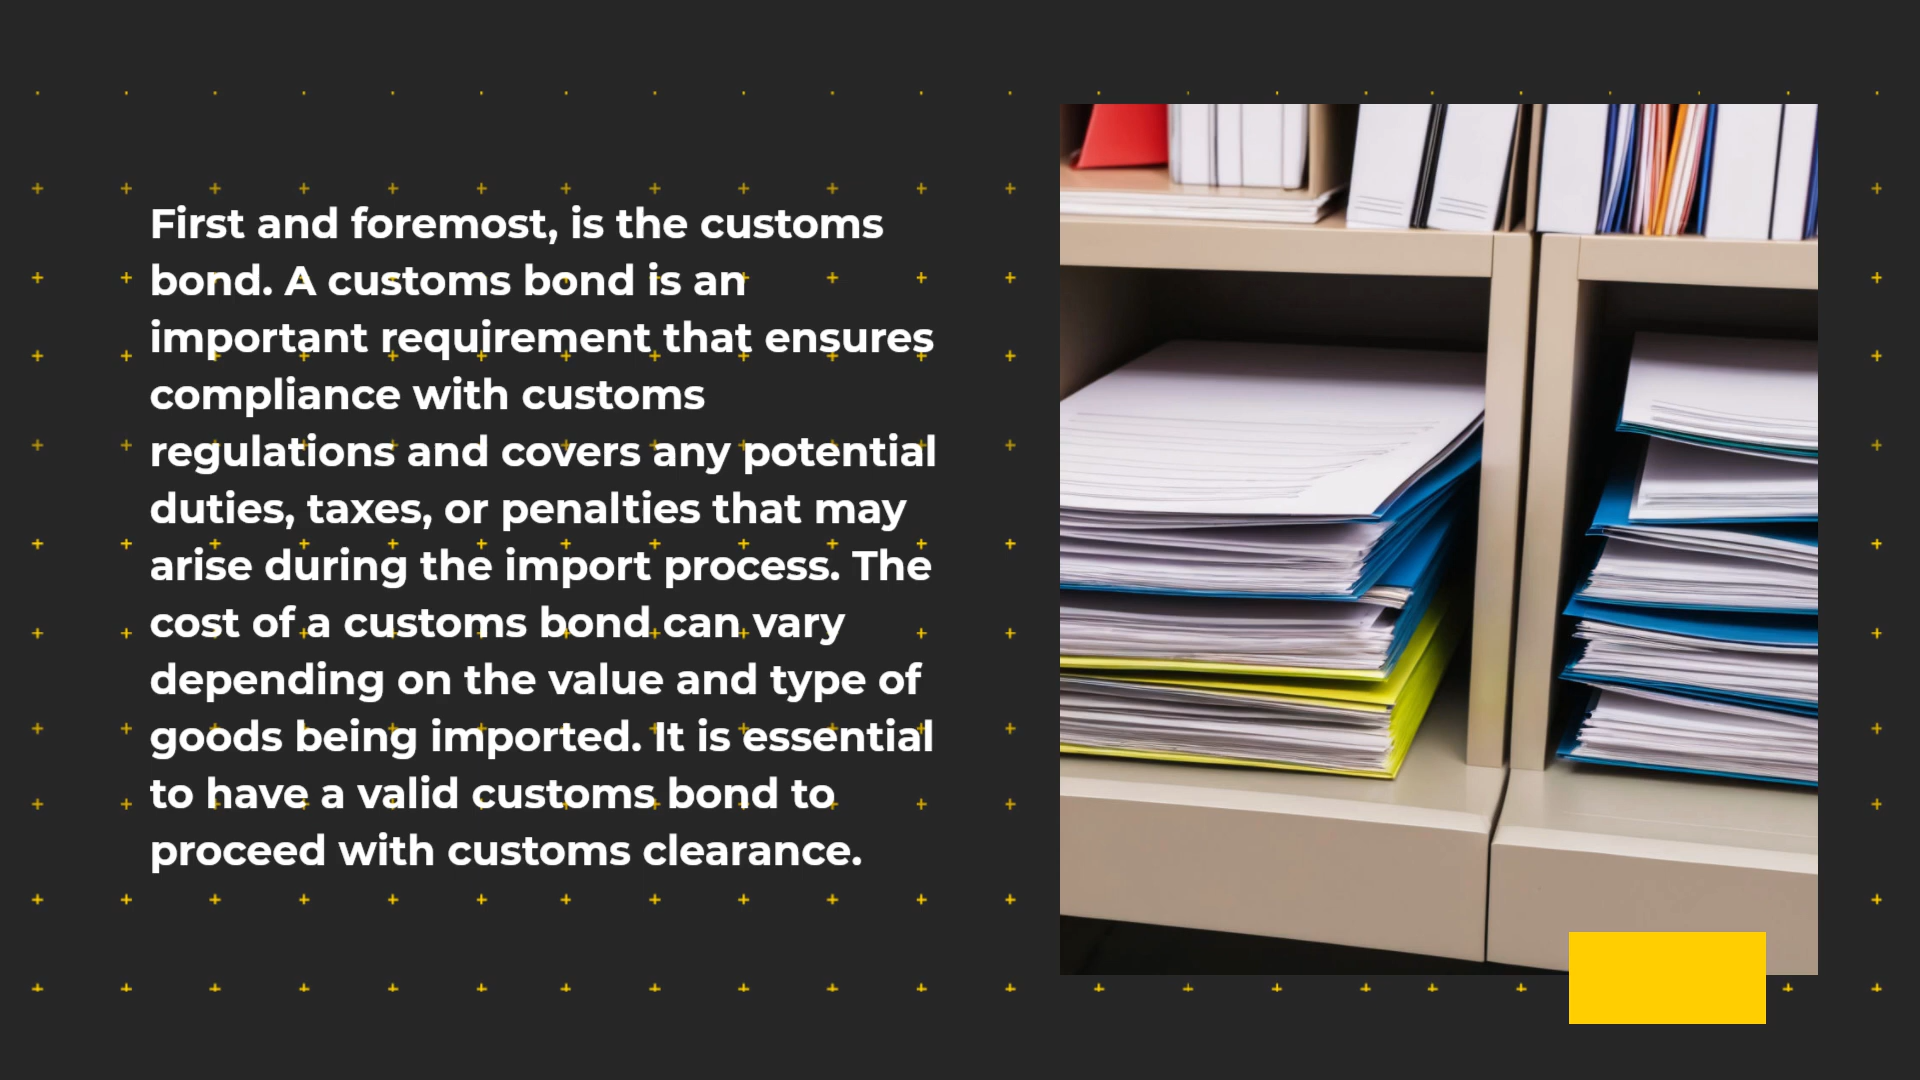 First and foremost, is the customs
bond. A customs bond is an
important requirement that ensures
compliance with customs
regulations and covers any potential
duties, taxes, or penalties that may
arise during the import process. The
cost of a customs bond can vary
depending on the value and type of
goods being imported. It is essential
to have a valid customs bond to
proceed with customs clearance.